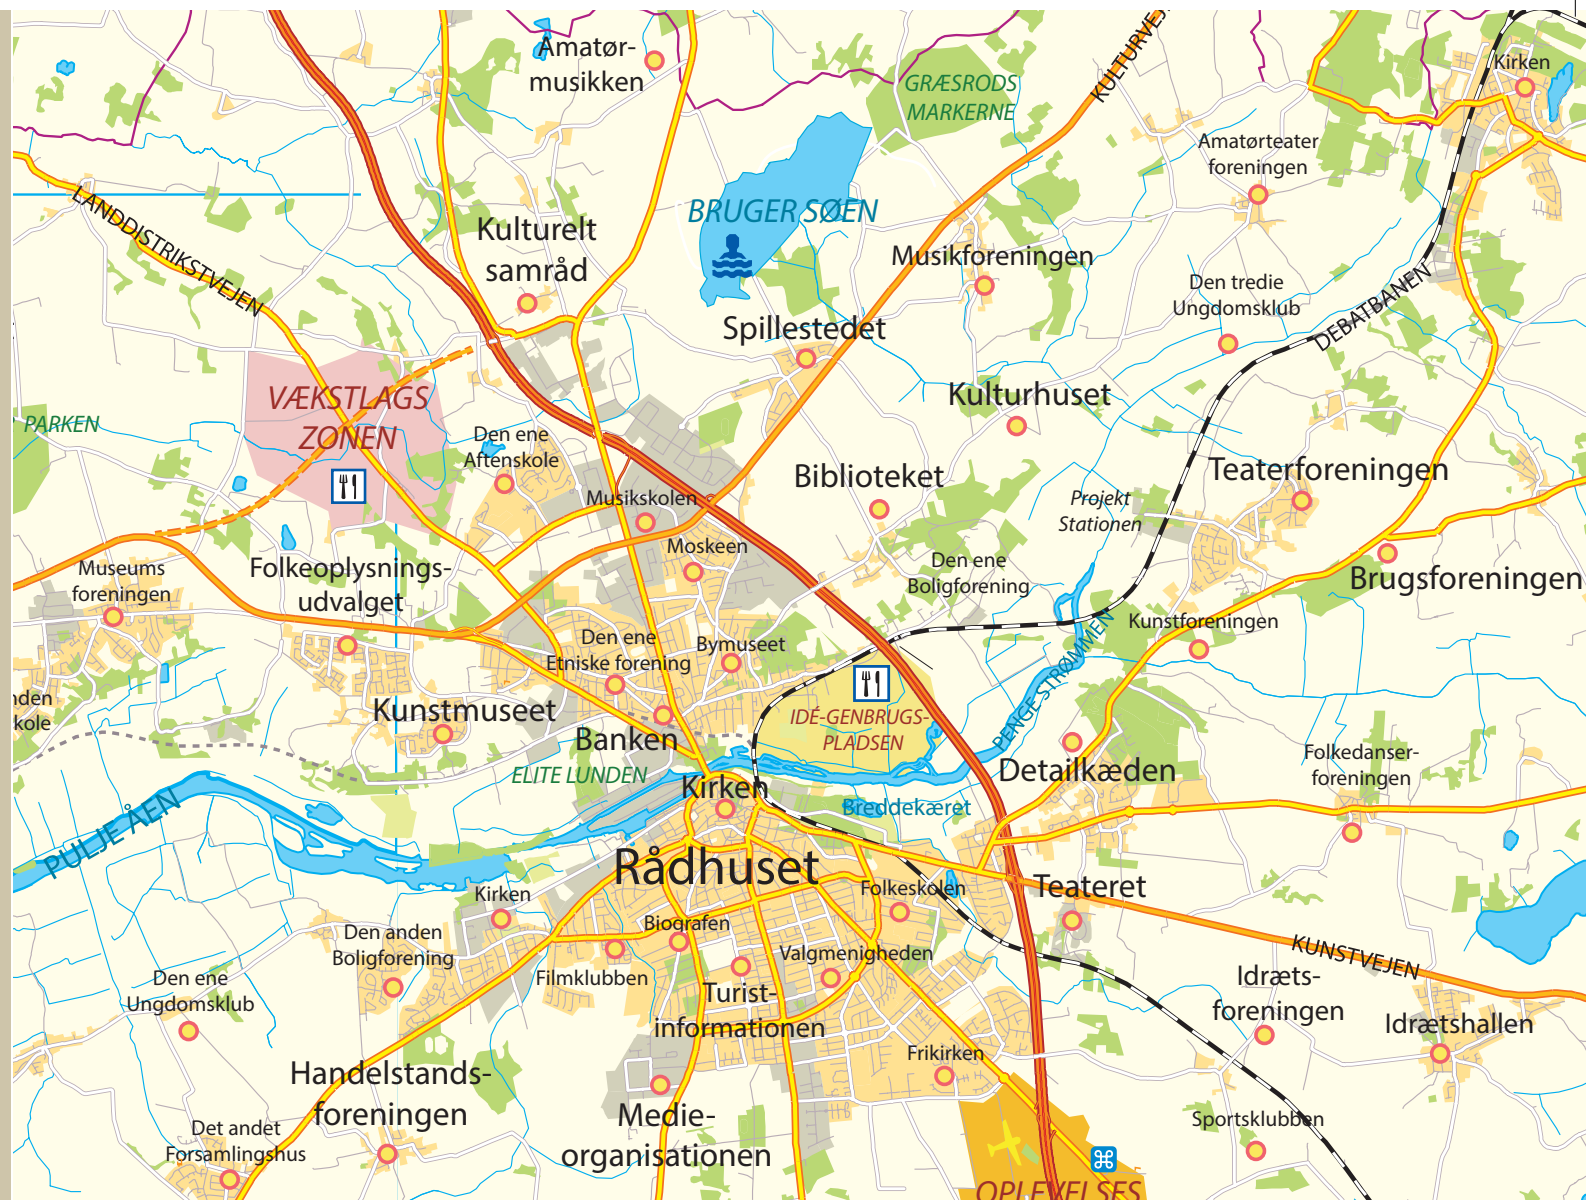 Amatør-
musikken
GRÆSRODS
MARKERNE
Kirken
Amatørteater
foreningen
LANDDISTRIKTSVEJEN
Kulturelt
samråd
BRUGER SØEN
Musikforeningen
Den tredie
Ungdomsklub
DEBATBANEN
Spillestedet
VÆKSTLAGS
ZONEN
PARKEN
Kulturhuset
Den ene
Aftenskole
Musikskolen
Biblioteket
Projekt
Stationen
Teaterforeningen
Moskeen
Museums
foreningen
Folkeoplysnings-
udvalget
Den ene
Boligforening
Brugsforeningen
Kunstforeningen
Den ene
Etniske forening
Bymuseet
PENGE-STRØMMEN
Kunstmuseet
Banken
IDÉ-GENBRUGS-
PLADSEN
ELITE LUNDEN
Detailkæden
Folkedanser-
foreningen
PULJE ÅEN
Kirken
Breddekæret
Rådhuset
Kirken
Folkeskolen
Teateret
Den anden
Boligforening
Biografen
Filmklubben
Valgmenigheden
KUNSTVEJEN
Den ene
Ungdomsklub
Turist-
informationen
Idræts-
foreningen
Idrætshallen
Frikirken
Handelstands-
foreningen
Medie-
organisationen
Sportsklubben
Det andet
Forsamlingshus
OPLEVELSES